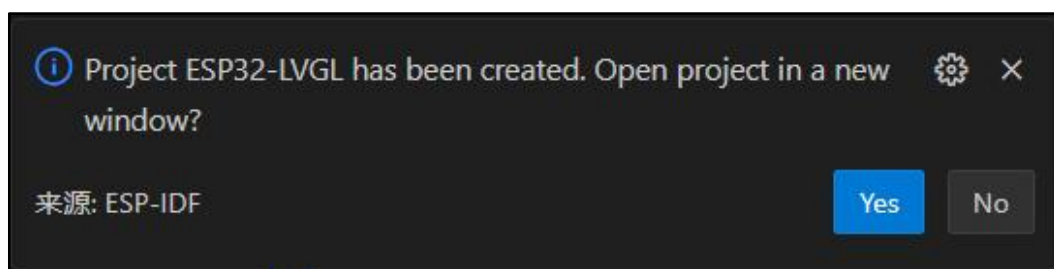 Project ESP32-LVGL has been created. Open project in a new
window?
来源: ESP-IDF
Yes
No